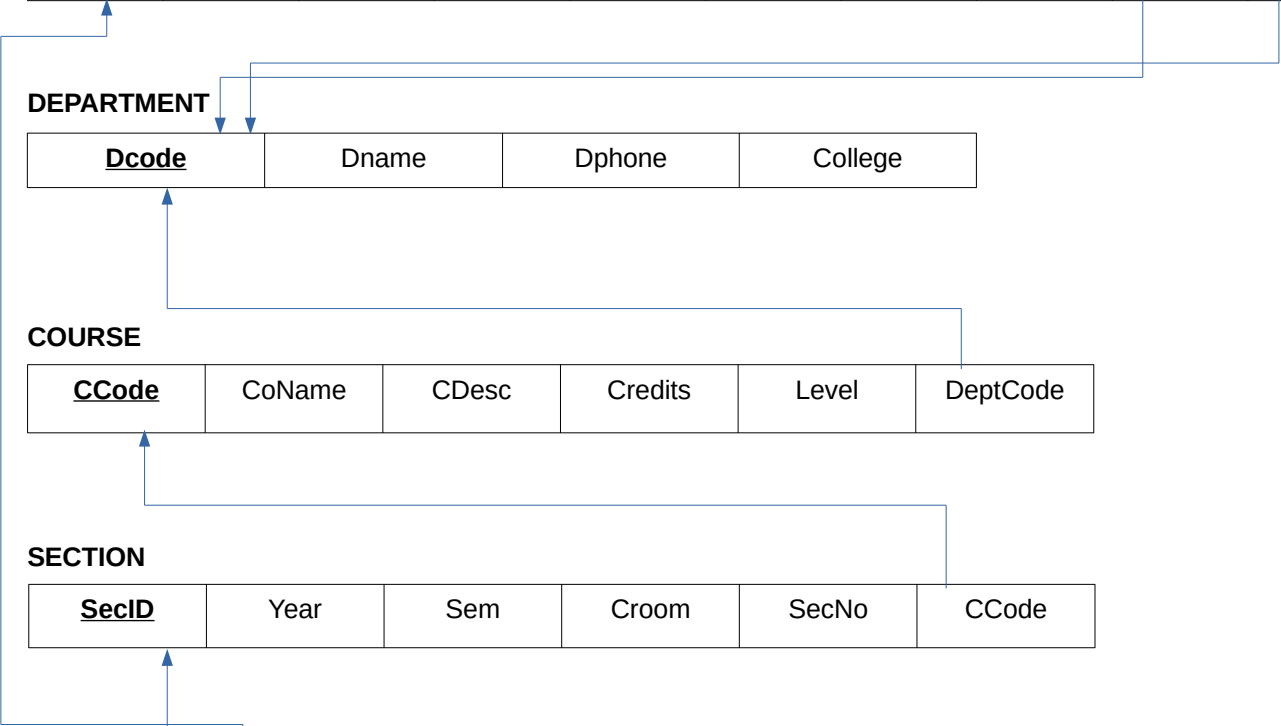 DEPARTMENT
Dcode Dname Dphone College
COURSE
CCode CoName CDesc Credits Level DeptCode
SECTION
SecID Year Sem Croom SecNo CCode